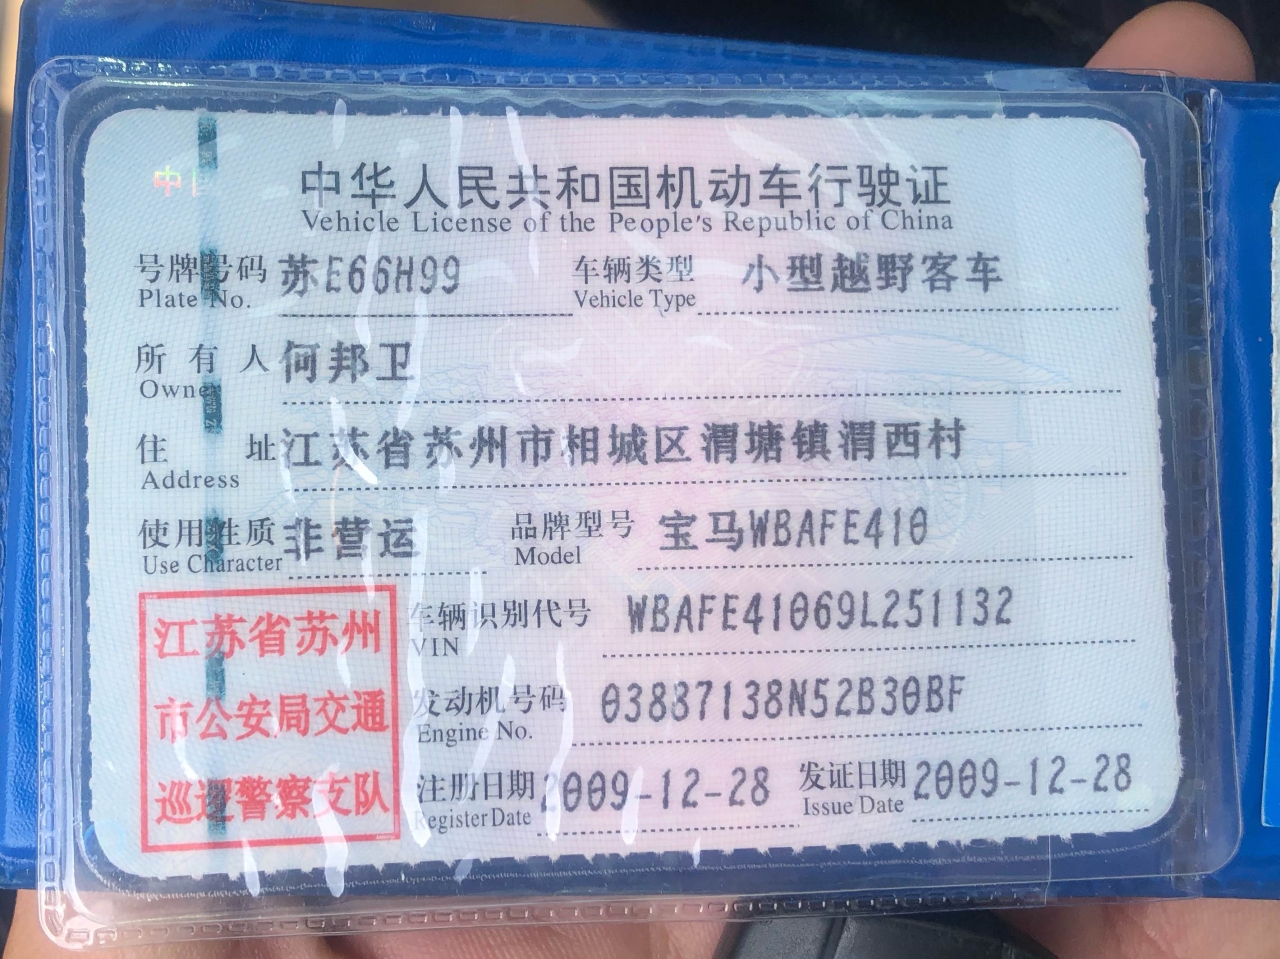 中华人民共和国机动车行驶证
Vehicle License of the People's Republic of China
号牌号码 苏E66H99 车辆类型 小型越野客车
Plate No. Vehicle Type
所有人 何邦卫
Owner
住址 江苏省苏州市相城区渭塘镇渭西村
Address
使用性质 非营运 品牌型号 宝马WBAFE410
Use Character Model
江苏省苏州
市公安局交通
巡逻警察支队
车辆识别代号 WBAFE41069L251132
VIN
发动机号码 03887138N52B30BF
Engine No.
注册日期 2009-12-28 发证日期 2009-12-28
Register Date Issue Date